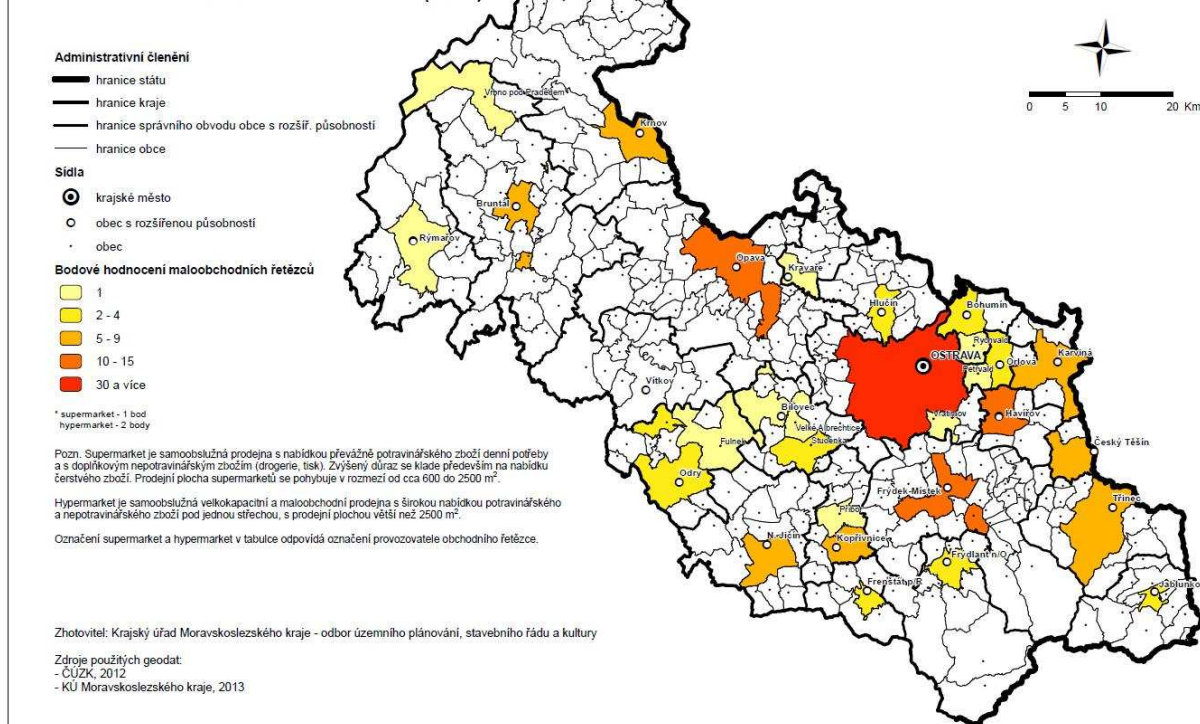 Administrativní členění
hranice státu
hranice kraje
hranice správního obvodu obce s rozšíř. působností
hranice obce
Sídla
krajské město
obec s rozšířenou působností
obec
Bodové hodnocení maloobchodních řetězců
1
2 - 4
5 - 9
10 - 15
30 a více
* supermarket - 1 bod
hypermarket - 2 body
Pozn. Supermarket je samoobslužná prodejna s nabídkou převážně potravinářského zboží denní potřeby
a s doplňkovým nepotravinářským zbožím (drogerie, tisk). Zvýšený důraz se klade především na nabídku
čerstvého zboží. Prodejní plocha supermarketů se pohybuje v rozmezí od cca 600 do 2500 m².
Hypermarket je samoobslužná velkokapacitní a maloobchodní prodejna s širokou nabídkou potravinářského
a nepotravinářského zboží pod jednou střechou, s prodejní plochou větší než 2500 m².
Označení supermarket a hypermarket v tabulce odpovídá označení provozovatele obchodního řetězce.
Zhotovitel: Krajský úřad Moravskoslezského kraje - odbor územního plánování, stavebního řádu a kultury
Zdroje použitých geodat:
- ČÚZK, 2012
- KÚ Moravskoslezského kraje, 2013
0 5 10 20 Km
Vrbno pod Pradědem
Krnov
Bruntál
Rýmařov
Opava
Kravaře
Hlučín
Bohumín
Rychvald
OSTRAVA
Petřvald
Orlová
Karviná
Vítkov
Bílovec
Velké Albrechtice
Studénka
Fulnek
Vratimov
Havířov
Český Těšín
Odry
Frýdek-Místek
Třinec
Příbor
N.Jičín
Kopřivnice
Frýdlant n/O
Frenštát p/R
Jablunko